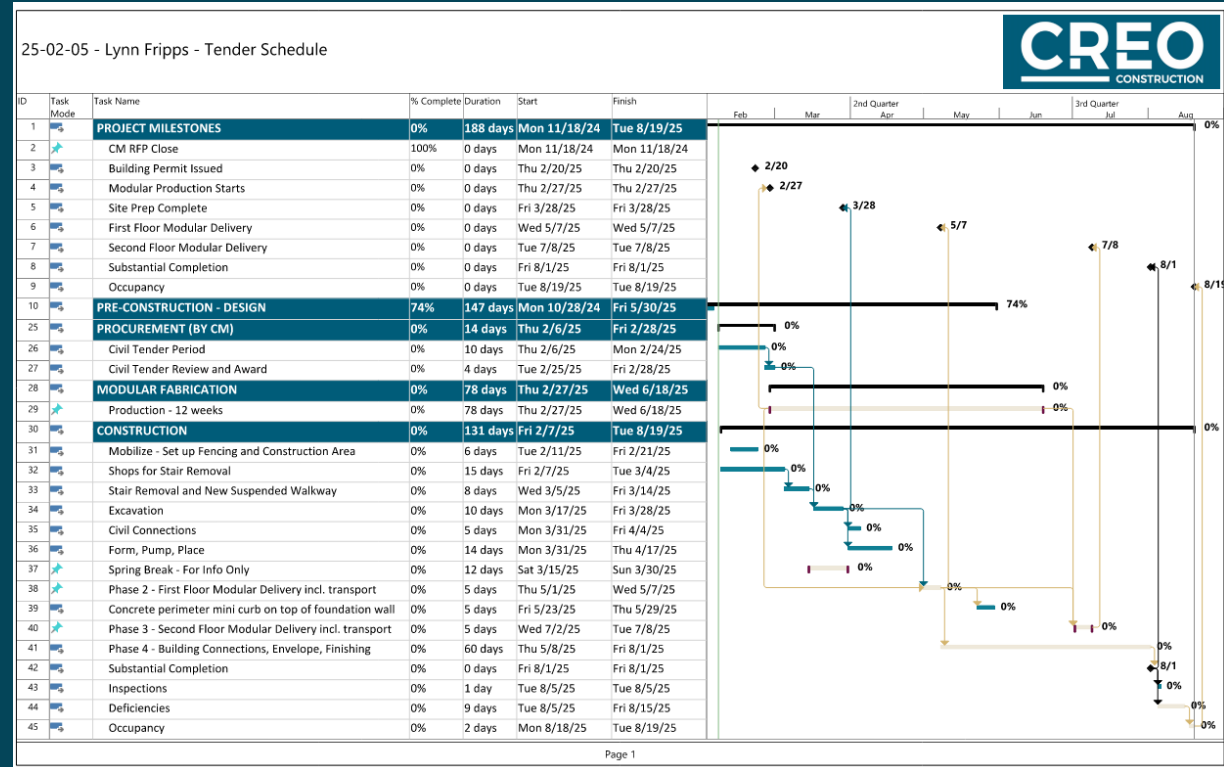 25-02-05 - Lynn Fripps - Tender Schedule
CREO
CONSTRUCTION
ID Task Mode Task Name % Complete Duration Start Finish 2nd Quarter 3rd Quarter
Feb Mar Apr May Jun Jul Aug
1 PROJECT MILESTONES 0% 188 days Mon 11/18/24 Tue 8/19/25 0%
2 CM RFP Close 100% 0 days Mon 11/18/24 Mon 11/18/24
3 Building Permit Issued 0% 0 days Thu 2/20/25 Thu 2/20/25 2/20
4 Modular Production Starts 0% 0 days Thu 2/27/25 Thu 2/27/25 2/27
5 Site Prep Complete 0% 0 days Fri 3/28/25 Fri 3/28/25 3/28
6 First Floor Modular Delivery 0% 0 days Wed 5/7/25 Wed 5/7/25 5/7
7 Second Floor Modular Delivery 0% 0 days Tue 7/8/25 Tue 7/8/25 7/8
8 Substantial Completion 0% 0 days Fri 8/1/25 Fri 8/1/25 8/1
9 Occupancy 0% 0 days Tue 8/19/25 Tue 8/19/25 8/19
10 PRE-CONSTRUCTION - DESIGN 74% 147 days Mon 10/28/24 Fri 5/30/25 74%
25 PROCUREMENT (BY CM) 0% 14 days Thu 2/6/25 Fri 2/28/25 0%
26 Civil Tender Period 0% 10 days Thu 2/6/25 Mon 2/24/25 0%
27 Civil Tender Review and Award 0% 4 days Tue 2/25/25 Fri 2/28/25 0%
28 MODULAR FABRICATION 0% 78 days Thu 2/27/25 Wed 6/18/25 0%
29 Production - 12 weeks 0% 78 days Thu 2/27/25 Wed 6/18/25 0%
30 CONSTRUCTION 0% 131 days Fri 2/7/25 Tue 8/19/25 0%
31 Mobilize - Set up Fencing and Construction Area 0% 6 days Tue 2/11/25 Fri 2/21/25 0%
32 Shops for Stair Removal 0% 15 days Fri 2/7/25 Tue 3/4/25 0%
33 Stair Removal and New Suspended Walkway 0% 8 days Wed 3/5/25 Fri 3/14/25 0%
34 Excavation 0% 10 days Mon 3/17/25 Fri 3/28/25 0%
35 Civil Connections 0% 5 days Mon 3/31/25 Fri 4/4/25 0%
36 Form, Pump, Place 0% 14 days Mon 3/31/25 Thu 4/17/25 0%
37 Spring Break - For Info Only 0% 12 days Sat 3/15/25 Sun 3/30/25 0%
38 Phase 2 - First Floor Modular Delivery incl. transport 0% 5 days Thu 5/1/25 Wed 5/7/25 0%
39 Concrete perimeter mini curb on top of foundation wall 0% 5 days Fri 5/23/25 Thu 5/29/25 0%
40 Phase 3 - Second Floor Modular Delivery incl. transport 0% 5 days Wed 7/2/25 Tue 7/8/25 0%
41 Phase 4 - Building Connections, Envelope, Finishing 0% 60 days Thu 5/8/25 Fri 8/1/25 0%
42 Substantial Completion 0% 0 days Fri 8/1/25 Fri 8/1/25 8/1
43 Inspections 0% 1 day Tue 8/5/25 Tue 8/5/25 0%
44 Deficiencies 0% 9 days Tue 8/5/25 Fri 8/15/25 0%
45 Occupancy 0% 2 days Mon 8/18/25 Tue 8/19/25 0%
Page 1